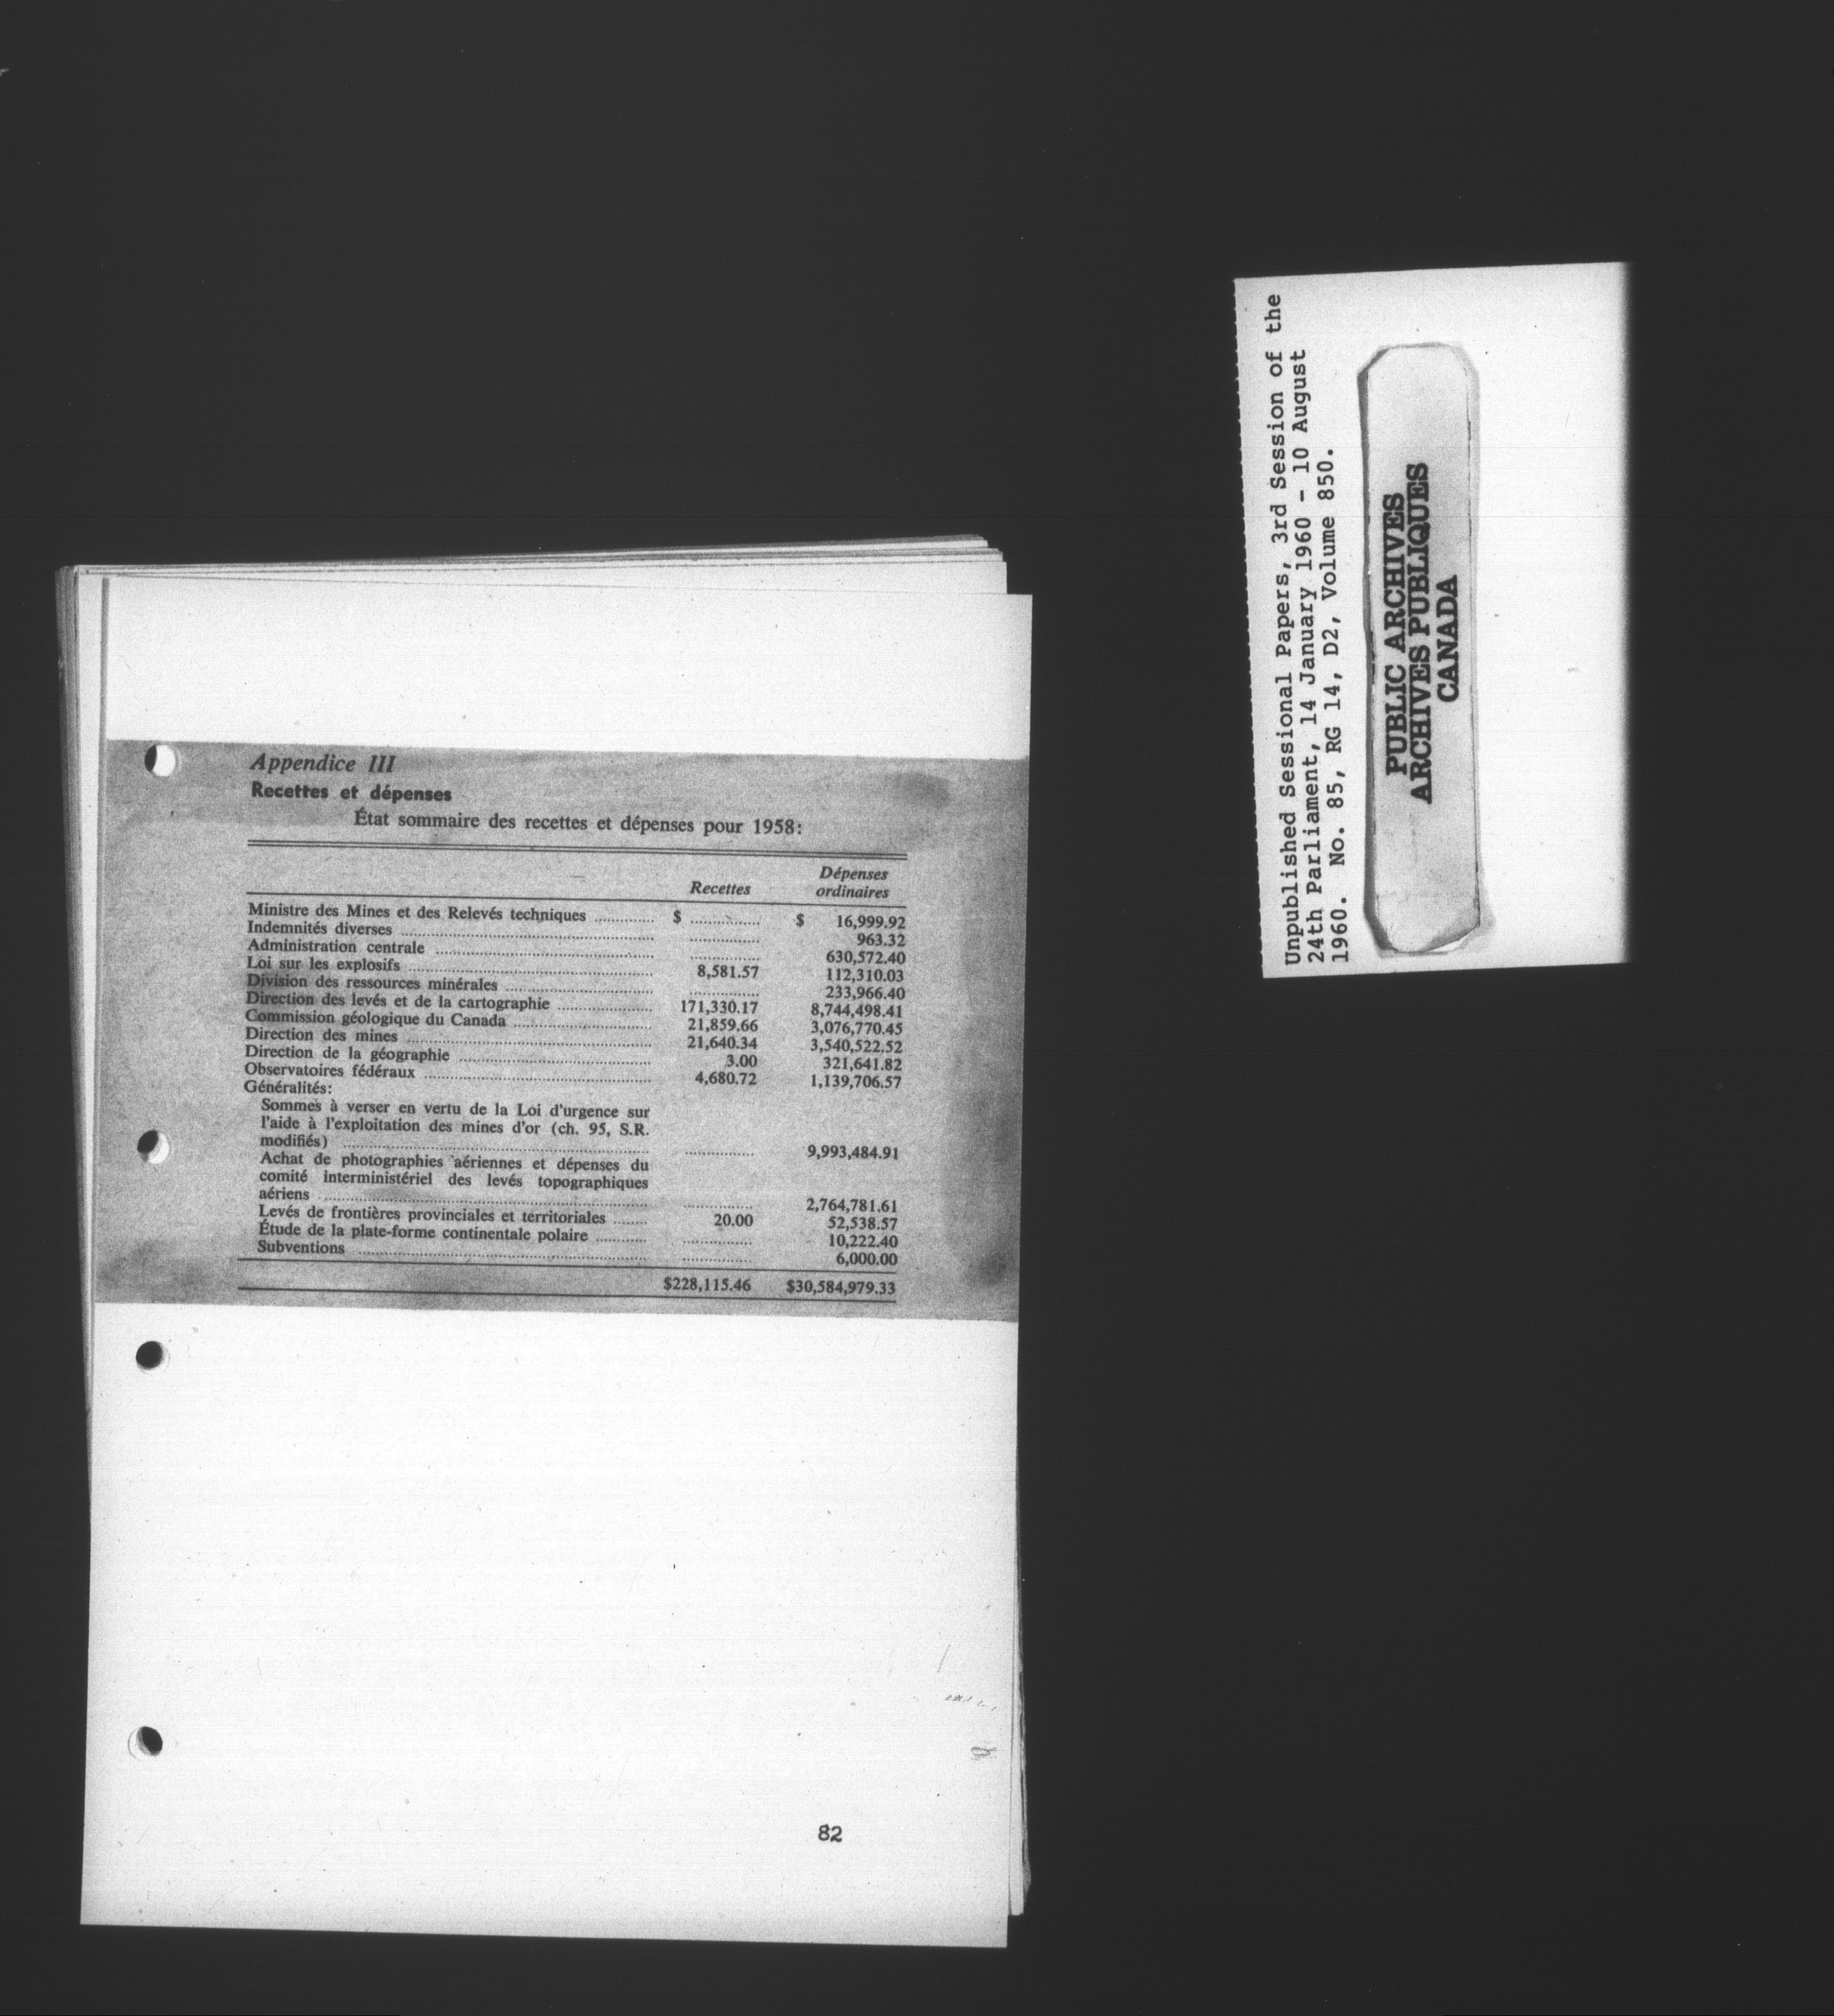 Appendice III
Recettes et dépenses
État sommaire des recettes et dépenses pour 1958:
Recettes Dépenses ordinaires
Ministre des Mines et des Relevés techniques ............. $ ............... $ 16,999.92
Indemnités diverses ............... ............... 963.32
Administration centrale ............... ............... 630,572.40
Loi sur les explosifs ............... 8,581.57 112,310.03
Division des ressources minérales ............... ............... 233,966.40
Direction des levés et de la cartographie ............... 171,330.17 8,744,498.41
Commission géologique du Canada ............... 21,859.66 3,076,770.45
Direction des mines ............... 21,640.34 3,540,522.52
Direction de la géographie ............... 3.00 321,641.82
Observatoires fédéraux ............... 4,680.72 1,139,706.57
Généralités:
Sommes à verser en vertu de la Loi d'urgence sur
l'aide à l'exploitation des mines d'or (ch. 95, S.R.
modifiés) ............... ............... 9,993,484.91
Achat de photographies aériennes et dépenses du
comité interministériel des levés topographiques
aériens ............... ............... 2,764,781.61
Levés de frontières provinciales et territoriales ........ 20.00 52,538.57
Étude de la plate-forme continentale polaire ............ ............... 10,222.40
Subventions ............... ............... 6,000.00
$228,115.46 $30,584,979.33
82
Unpublished Sessional Papers, 3rd Session of the
24th Parliament, 14 January 1960 - 10 August
1960. No. 85, RG 14, D2, Volume 850.
PUBLIC ARCHIVES
ARCHIVES PUBLIQUES
CANADA